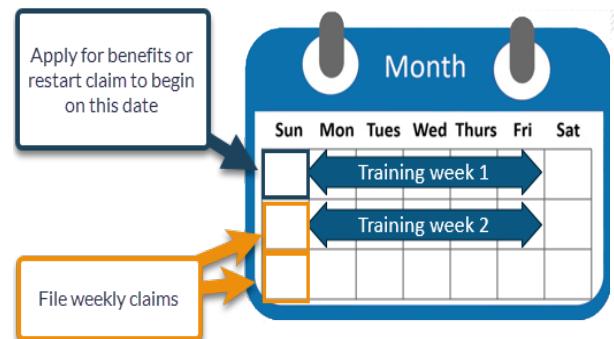 Apply for benefits or
restart claim to begin
on this date
Month
Sun Mon Tues Wed Thurs Fri Sat
Training week 1
Training week 2
File weekly claims